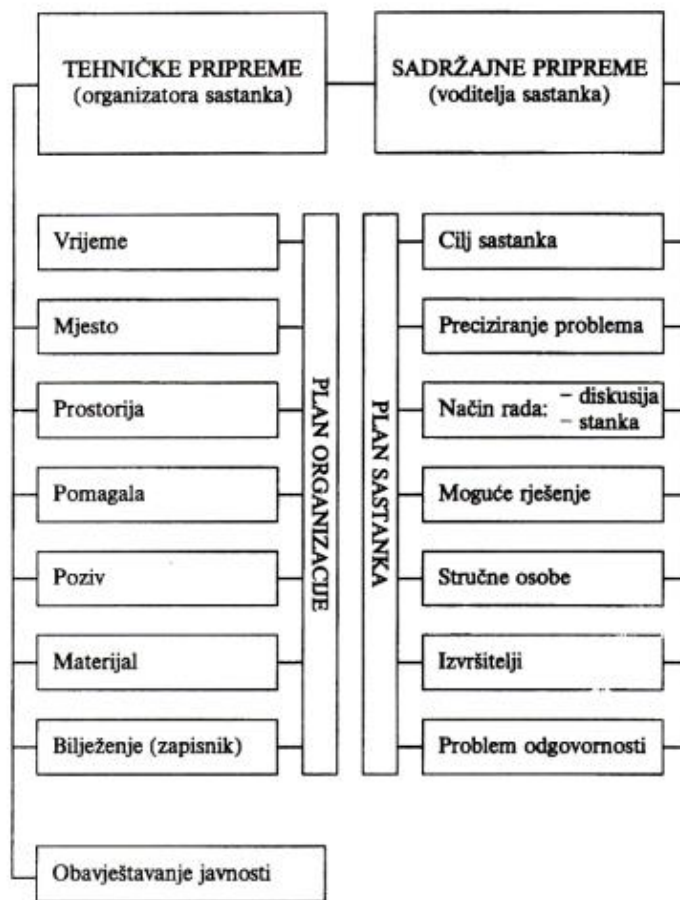 TEHNIČKE PRIPREME
(organizatora sastanka)
SADRŽAJNE PRIPREME
(voditelja sastanka)
Vrijeme
Mjesto
Prostorija
Pomagala
Poziv
Materijal
Bilježenje (zapisnik)
Obavještavanje javnosti
PLAN ORGANIZACIJE
PLAN SASTANKA
Cilj sastanka
Preciziranje problema
Način rada: – diskusija
– stanka
Moguće rješenje
Stručne osobe
Izvršitelji
Problem odgovornosti